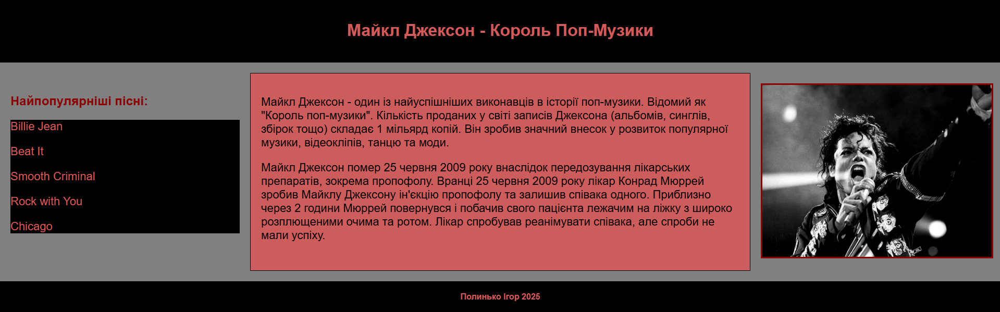 Майкл Джексон - Король Поп-Музики
Найпопулярніші пісні:
Billie Jean
Beat It
Smooth Criminal
Rock with You
Chicago
Майкл Джексон - один із найуспішніших виконавців в історії поп-музики. Відомий як
"Король поп-музики". Кількість проданих у світі записів Джексона (альбомів, синглів,
збірок тощо) складає 1 мільярд копій. Він зробив значний внесок у розвиток популярної
музики, відеокліпів, танцю та моди.
Майкл Джексон помер 25 червня 2009 року внаслідок передозування лікарських
препаратів, зокрема пропофолу. Вранці 25 червня 2009 року лікар Конрад Мюррей
зробив Майклу Джексону ін'єкцію пропофолу та залишив співака одного. Приблизно
через 2 години Мюррей повернувся і побачив свого пацієнта лежачим на ліжку з широко
розплющеними очима та ротом. Лікар спробував реанімувати співака, але спроби не
мали успіху.
Полинько Ігор 2025